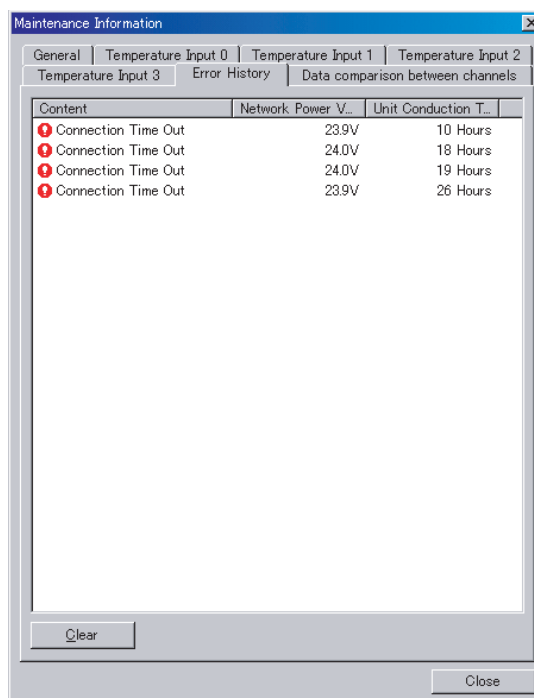 Maintenance Information
General Temperature Input 0 Temperature Input 1 Temperature Input 2
Temperature Input 3 Error History Data comparison between channels
Content Network Power V... Unit Conduction T...
Connection Time Out 23.9V 10 Hours
Connection Time Out 24.0V 18 Hours
Connection Time Out 24.0V 19 Hours
Connection Time Out 23.9V 26 Hours
Clear
Close